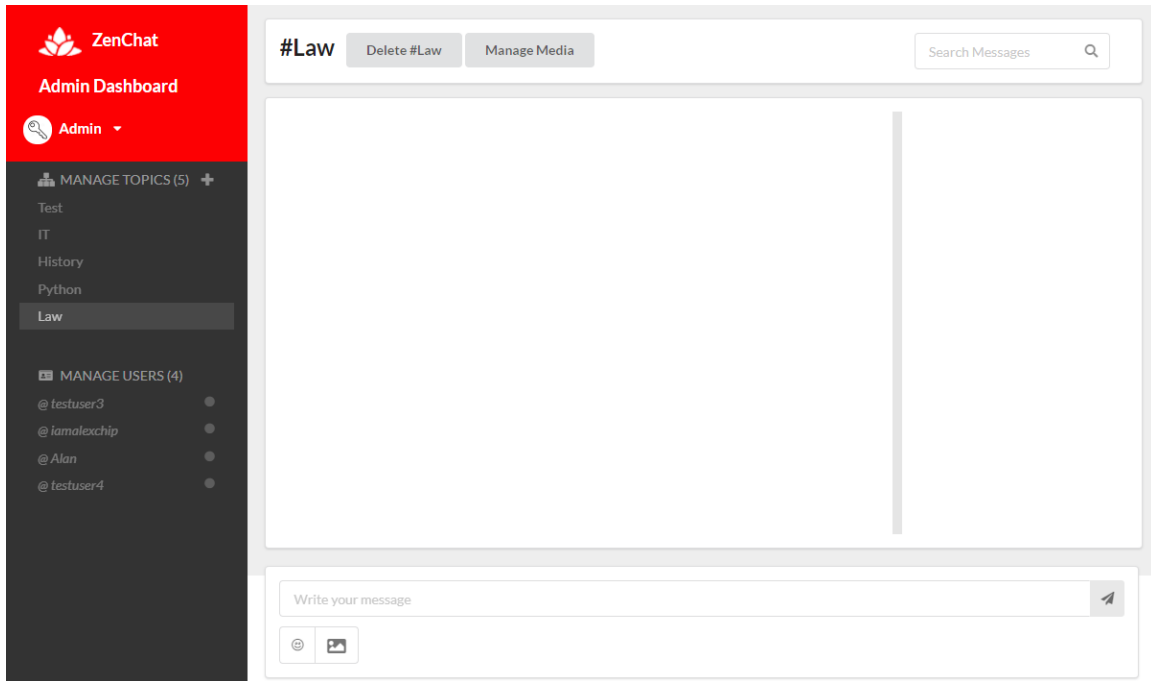 ZenChat
Admin Dashboard
Admin
MANAGE TOPICS (5)
Test
IT
History
Python
Law
MANAGE USERS (4)
@ testuser3
@ iamalexchip
@ Alan
@ testuser4
#Law
Delete #Law
Manage Media
Search Messages
Write your message